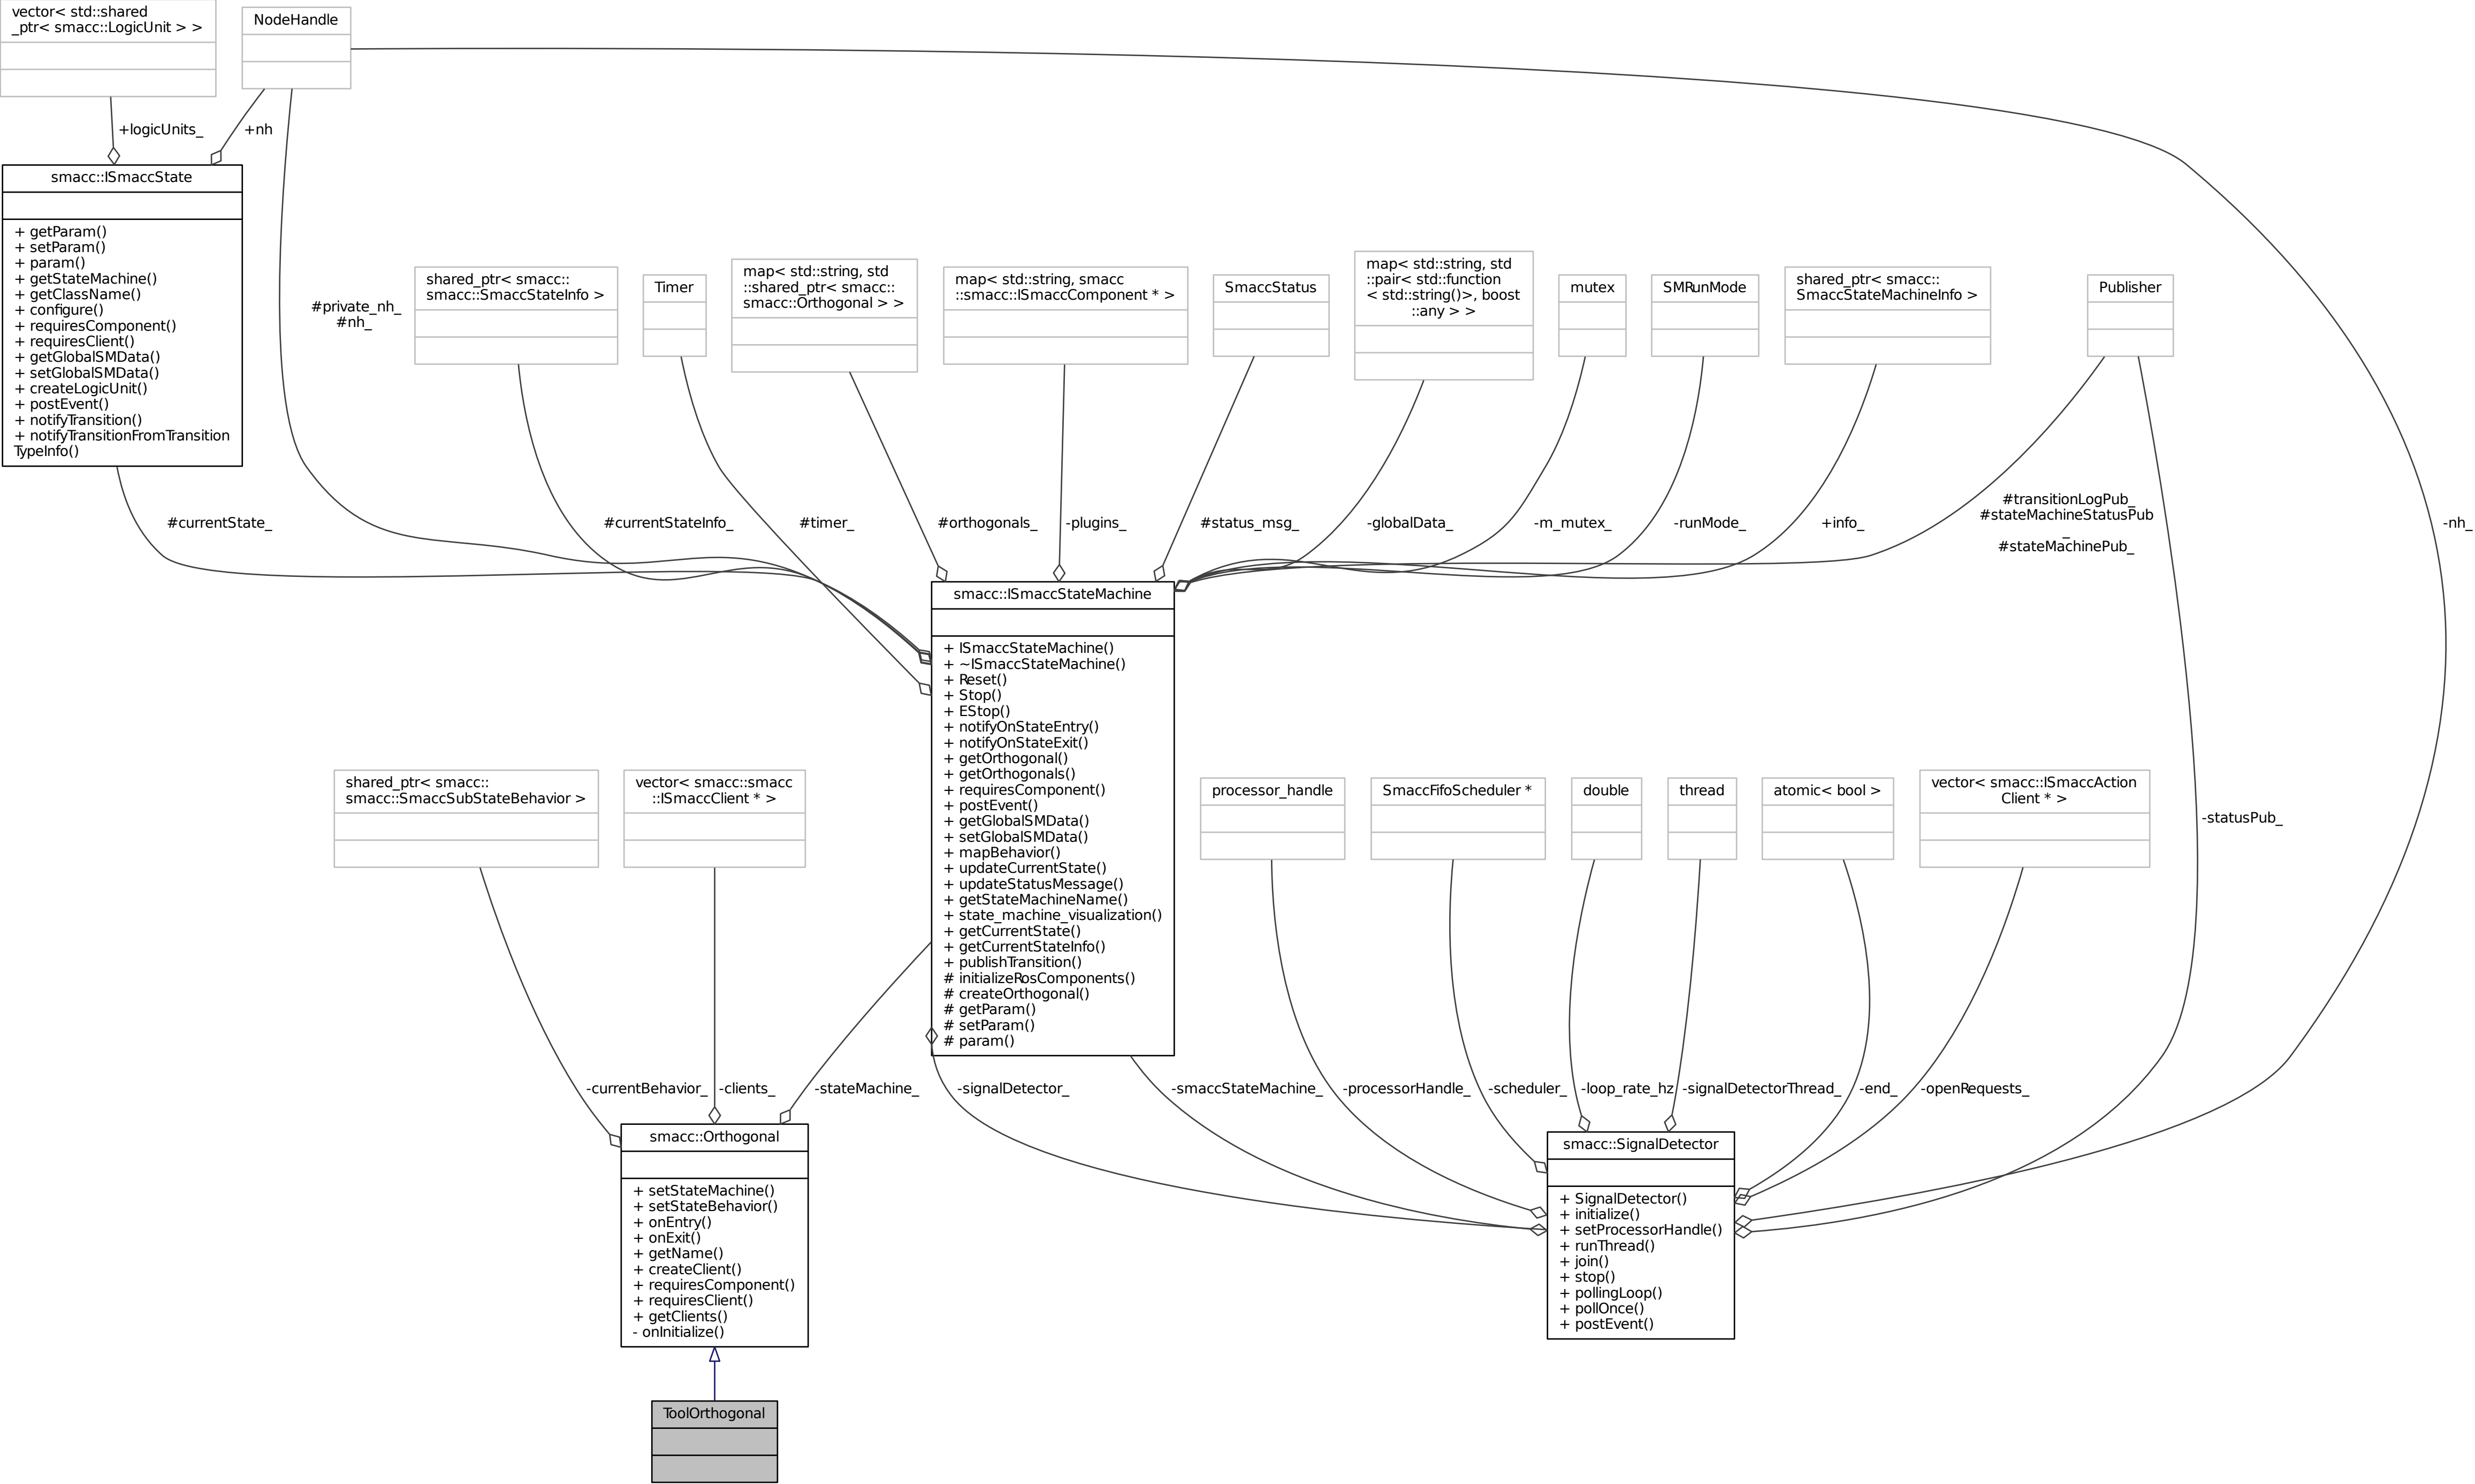 vector< std::shared
_ptr< smacc::LogicUnit > >
NodeHandle
+logicUnits_
+nh
smacc::ISmaccState
+ getParam()
+ setParam()
+ param()
+ getStateMachine()
+ getClassName()
+ configure()
+ requiresComponent()
+ requiresClient()
+ getGlobalSMData()
+ setGlobalSMData()
+ createLogicUnit()
+ postEvent()
+ notifyTransition()
+ notifyTransitionFromTransition
TypeInfo()
#private_nh_
#nh_
shared_ptr< smacc::
smacc::SmaccStateInfo >
Timer
map< std::string, std
::shared_ptr< smacc::
smacc::Orthogonal > >
map< std::string, smacc
::smacc::ISmaccComponent * >
SmaccStatus
map< std::string, std
::pair< std::function
< std::string()>, boost
::any > >
mutex
SMRunMode
shared_ptr< smacc::
SmaccStateMachineInfo >
Publisher
#currentState_
#currentStateInfo_
#timer_
#orthogonals_
-plugins_
#status_msg_
-globalData_
-m_mutex_
-runMode_
+info_
#transitionLogPub_
#stateMachineStatusPub
_
#stateMachinePub_
-nh_
smacc::ISmaccStateMachine
+ ISmaccStateMachine()
+ ~ISmaccStateMachine()
+ Reset()
+ Stop()
+ EStop()
+ notifyOnStateEntry()
+ notifyOnStateExit()
+ getOrthogonal()
+ getOrthogonals()
+ requiresComponent()
+ postEvent()
+ getGlobalSMData()
+ setGlobalSMData()
+ mapBehavior()
+ updateCurrentState()
+ updateStatusMessage()
+ getStateMachineName()
+ state_machine_visualization()
+ getCurrentState()
+ getCurrentStateInfo()
+ publishTransition()
# initializeRosComponents()
# createOrthogonal()
# getParam()
# setParam()
# param()
shared_ptr< smacc::
smacc::SmaccSubStateBehavior >
vector< smacc::smacc
::ISmaccClient * >
processor_handle
SmaccFifoScheduler *
double
thread
atomic< bool >
vector< smacc::ISmaccAction
Client * >
-statusPub_
-currentBehavior_
-clients_
-stateMachine_
-signalDetector_
-smaccStateMachine_
-processorHandle_
-scheduler_
-loop_rate_hz
-signalDetectorThread_
-end_
-openRequests_
smacc::Orthogonal
+ setStateMachine()
+ setStateBehavior()
+ onEntry()
+ onExit()
+ getName()
+ createClient()
+ requiresComponent()
+ requiresClient()
+ getClients()
- onInitialize()
smacc::SignalDetector
+ SignalDetector()
+ initialize()
+ setProcessorHandle()
+ runThread()
+ join()
+ stop()
+ pollingLoop()
+ pollOnce()
+ postEvent()
ToolOrthogonal